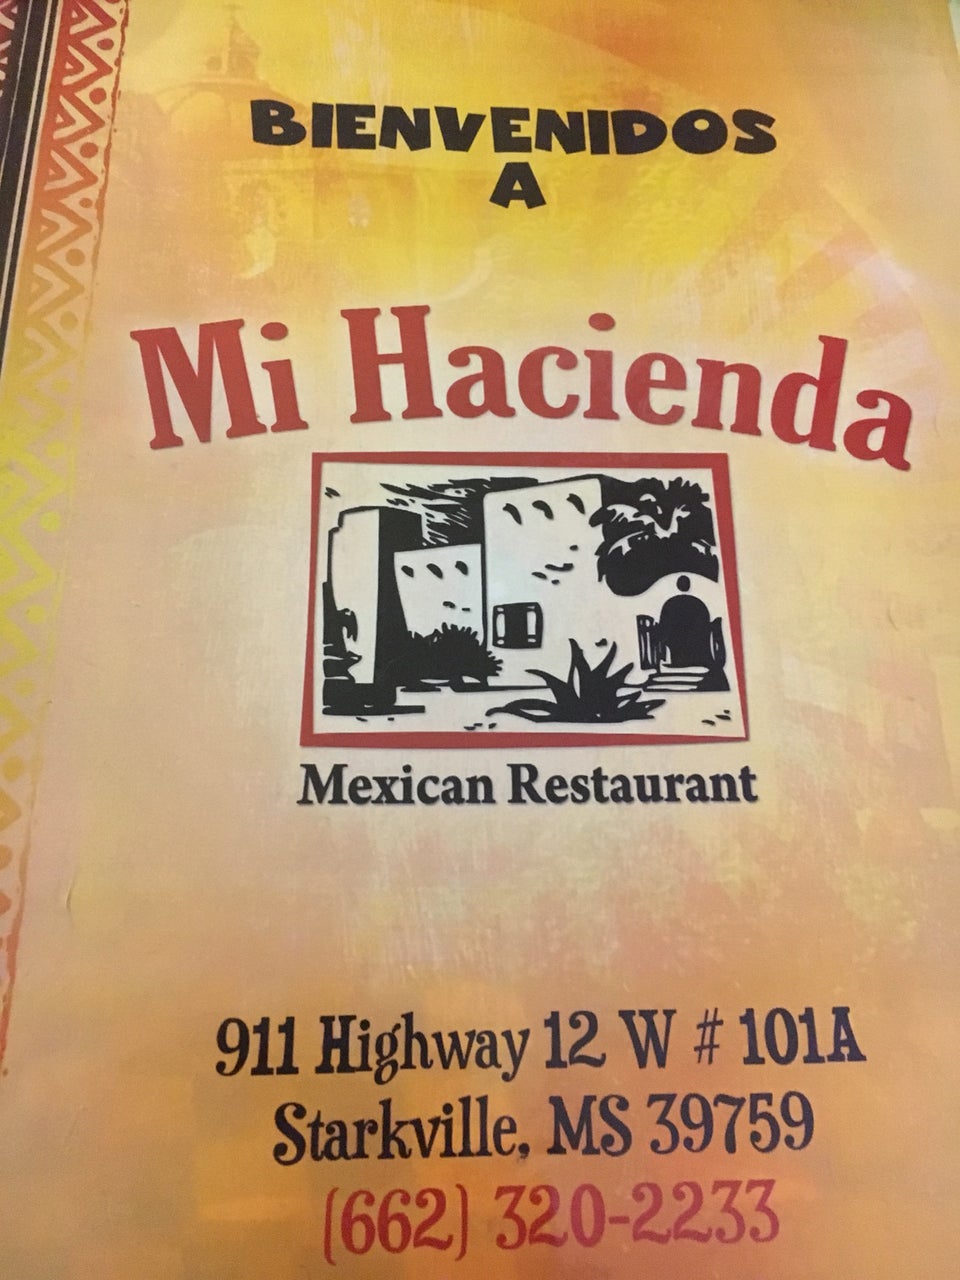 BIENVENIDOS
A
Mi Hacienda
Mexican Restaurant
911 Highway 12 W # 101A
Starkville, MS 39759
(662) 320-2233